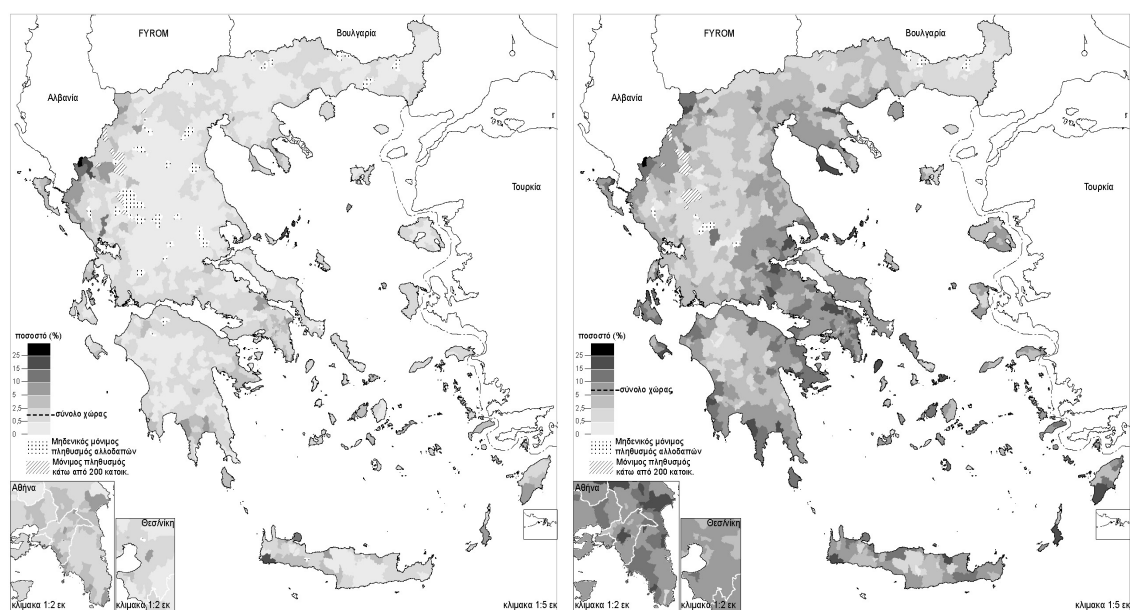 FYROM
Βουλγαρία
Αλβανία
Τουρκία
ποσοστό (%)
25
15
10
5
2,5
0
σύνολο χώρας
Μηδενικός μόνιμος
πληθυσμός αλλοδαπών
Μόνιμος πληθυσμός
κάτω από 200 κατοικ.
Αθήνα
Θεσ/νίκη
κλίμακα 1:2 εκ
κλίμακα 1:2 εκ
κλίμακα 1:5 εκ
FYROM
Βουλγαρία
Αλβανία
Τουρκία
ποσοστό (%)
25
15
10
5
2,5
0
σύνολο χώρας
Μηδενικός μόνιμος
πληθυσμός αλλοδαπών
Μόνιμος πληθυσμός
κάτω από 200 κατοικ.
Αθήνα
Θεσ/νίκη
κλίμακα 1:2 εκ
κλίμακα 1:2 εκ
κλίμακα 1:5 εκ